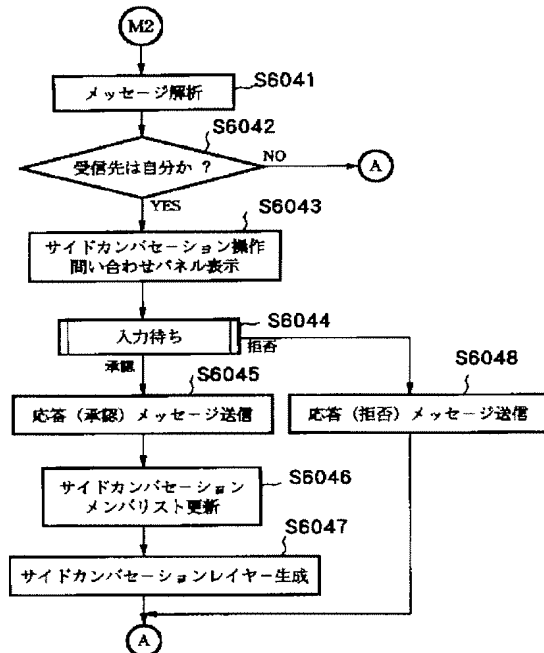 M2
メッセージ解析
S6041
S6042
受信先は自分か ?
NO
A
YES
S6043
サイドカンバセーション操作
問い合わせパネル表示
入力待ち
S6044
承認
拒否
S6045
S6048
応答（承認）メッセージ送信
応答（拒否）メッセージ送信
サイドカンバセーション
メンバリスト更新
S6046
S6047
サイドカンバセーションレイヤー生成
A